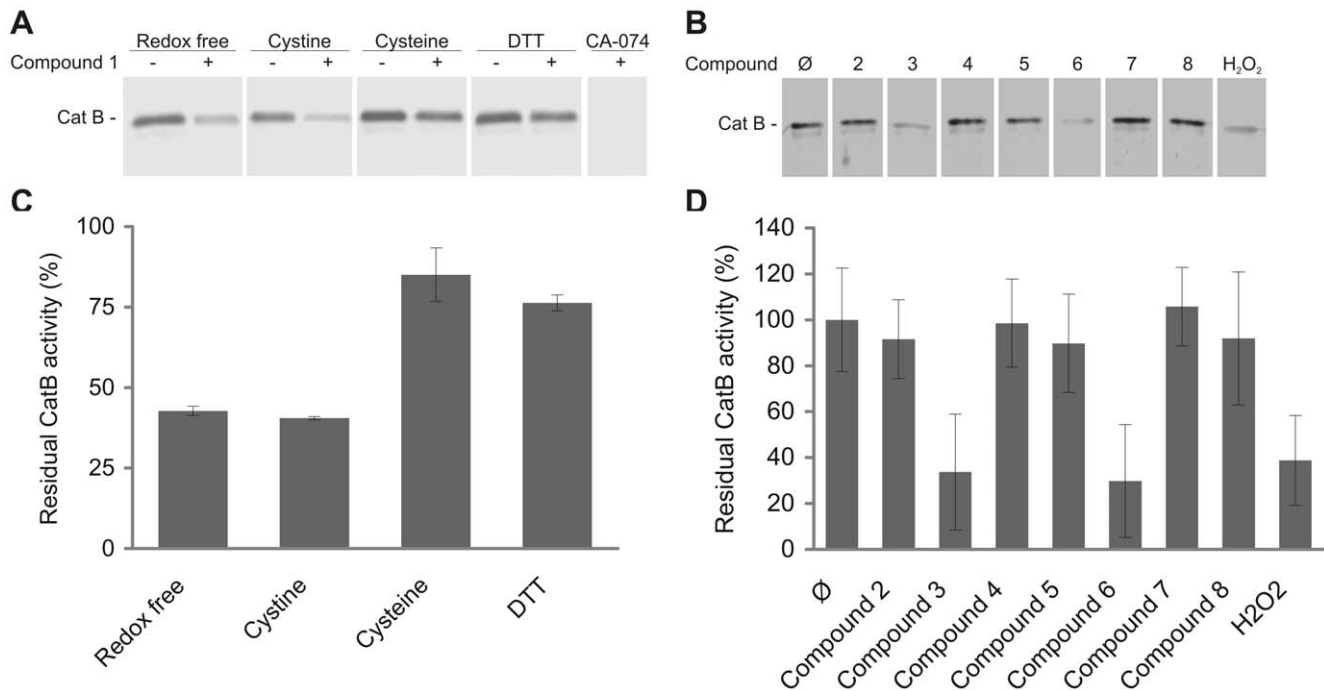 A
Redox free Cystine Cysteine DTT CA-074
Compound 1 - + - + - + - + +
Cat B -
B
Compound Ø 2 3 4 5 6 7 8 H₂O₂
Cat B -
C
Residual CatB activity (%)
100
75
50
25
0
Redox free
Cystine
Cysteine
DTT
D
Residual CatB activity (%)
140
120
100
80
60
40
20
0
Ø
Compound 2
Compound 3
Compound 4
Compound 5
Compound 6
Compound 7
Compound 8
H2O2